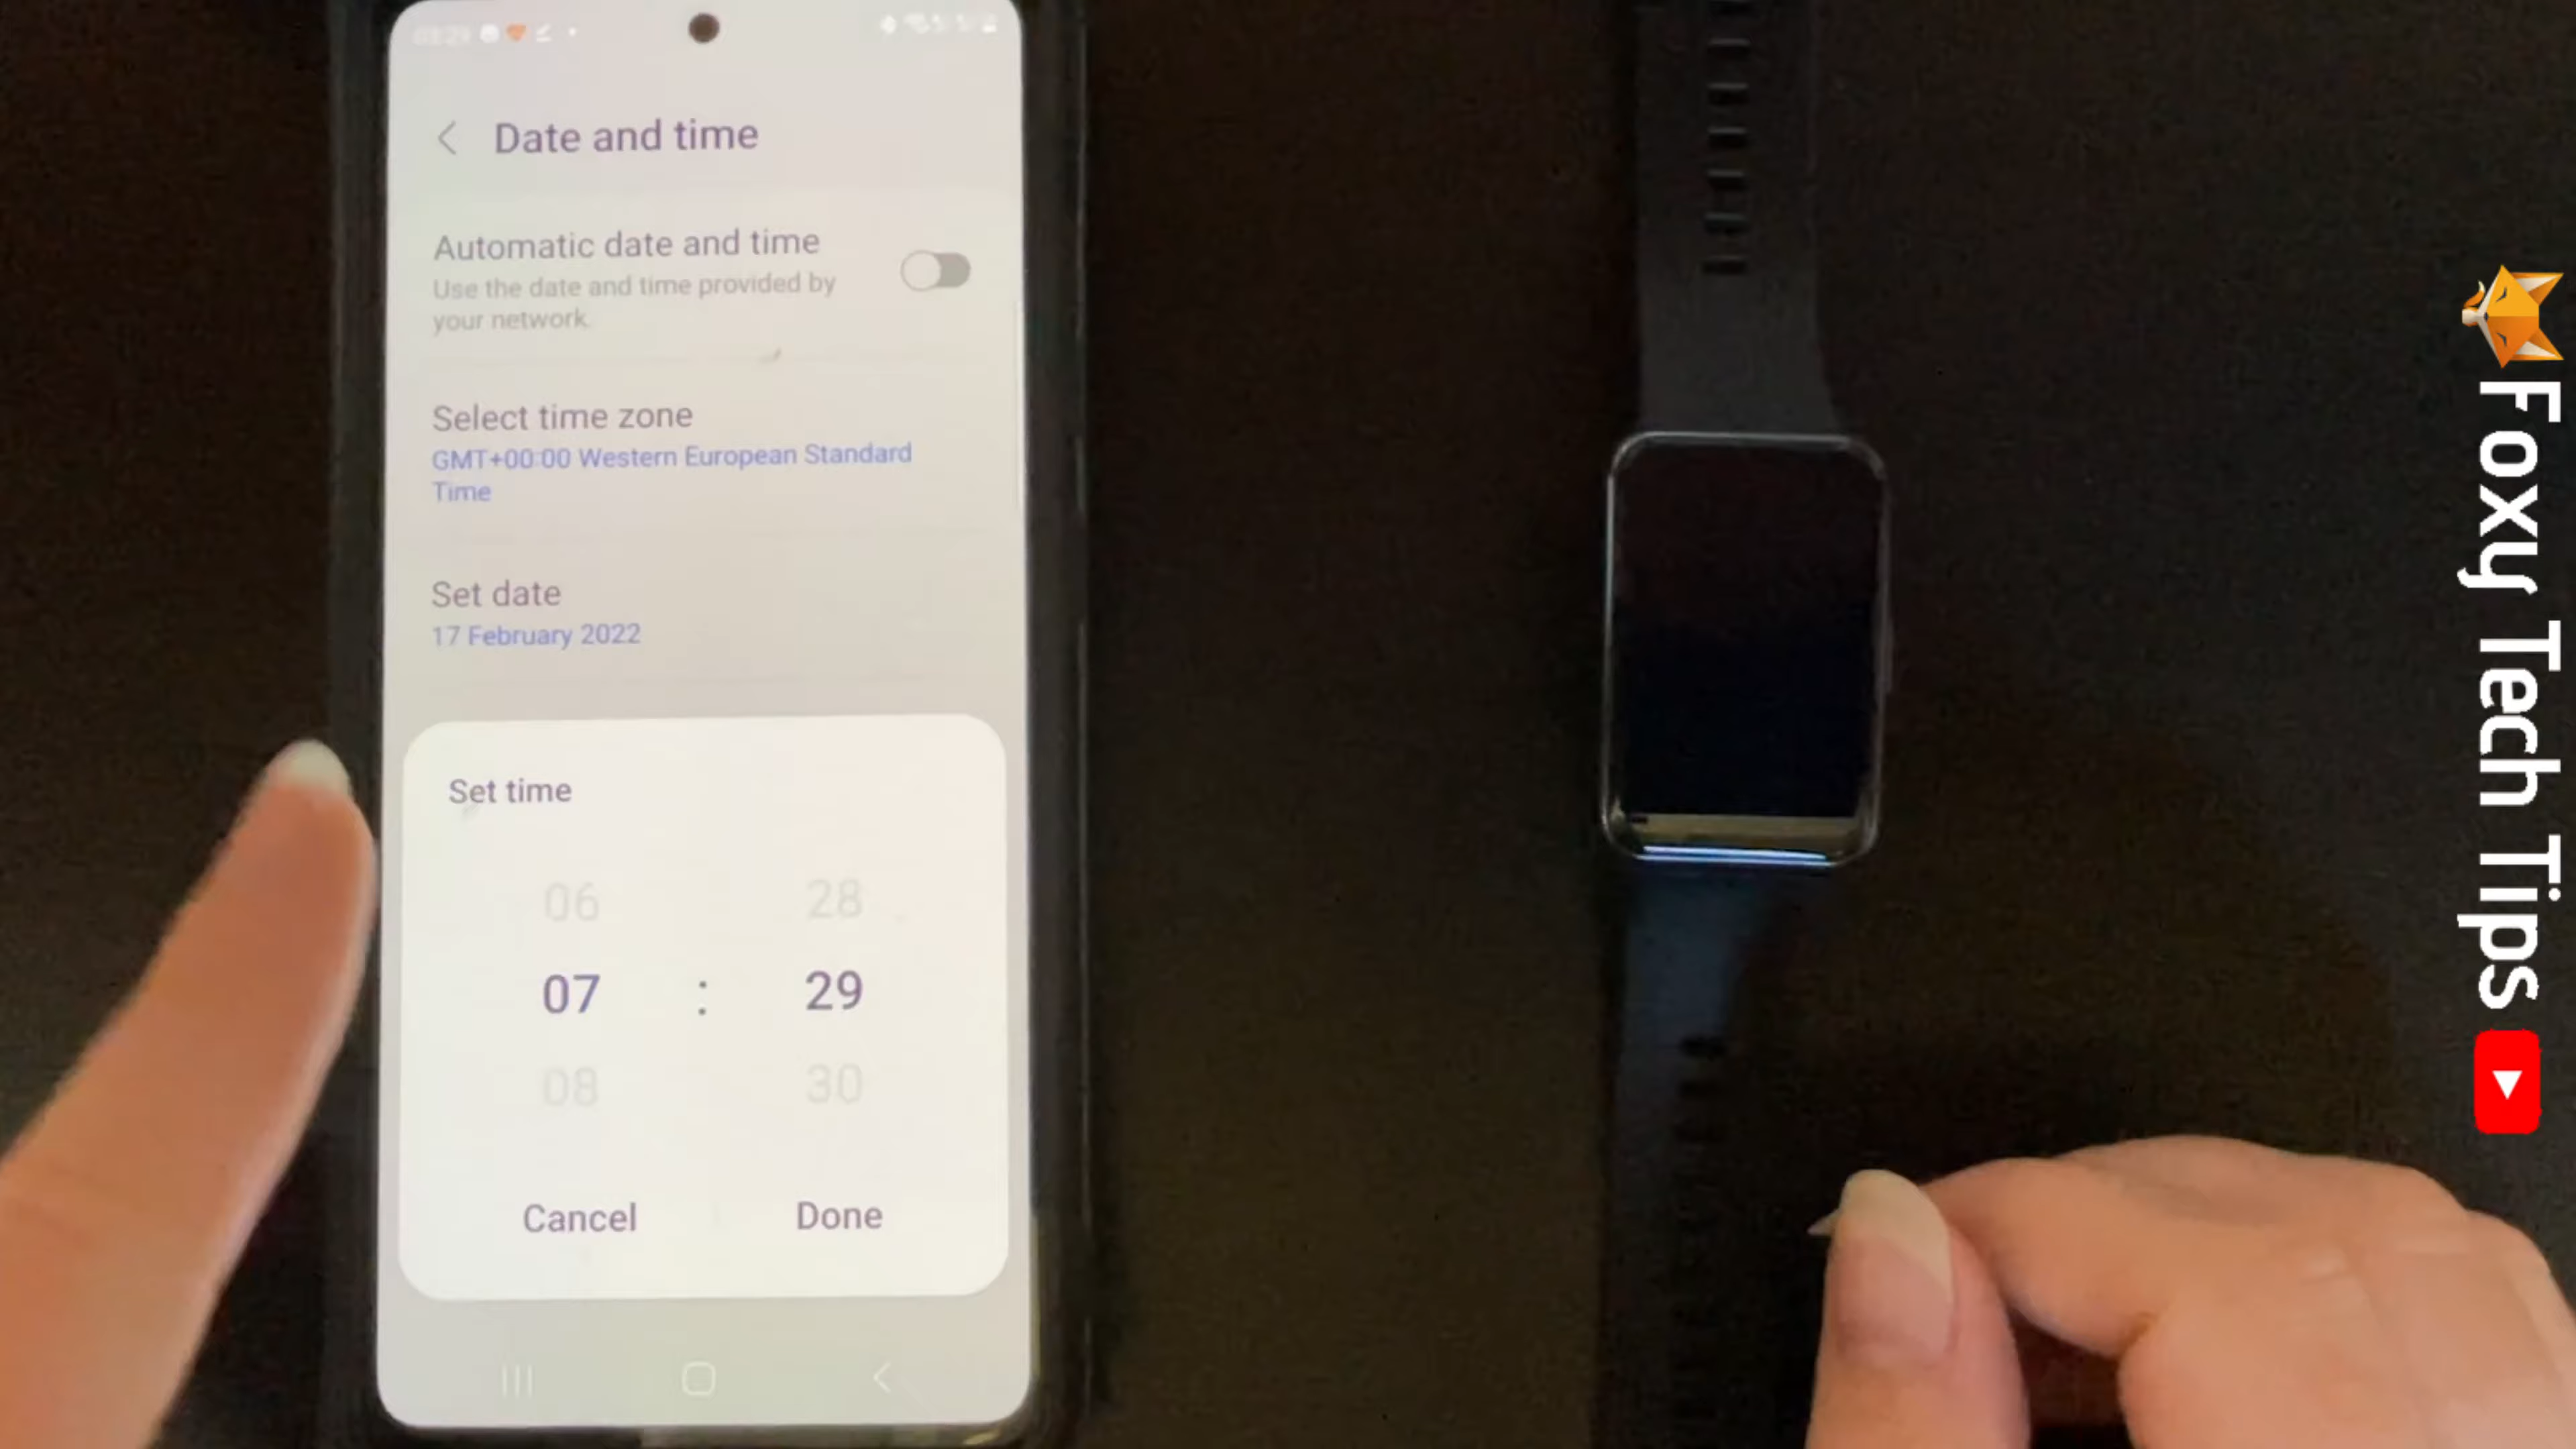 Date and time
Automatic date and time
Use the date and time provided by
your network.
Select time zone
GMT+00:00 Western European Standard
Time
Set date
17 February 2022
Set time
06 28
07 : 29
08 30
Cancel Done
Foxy Tech Tips